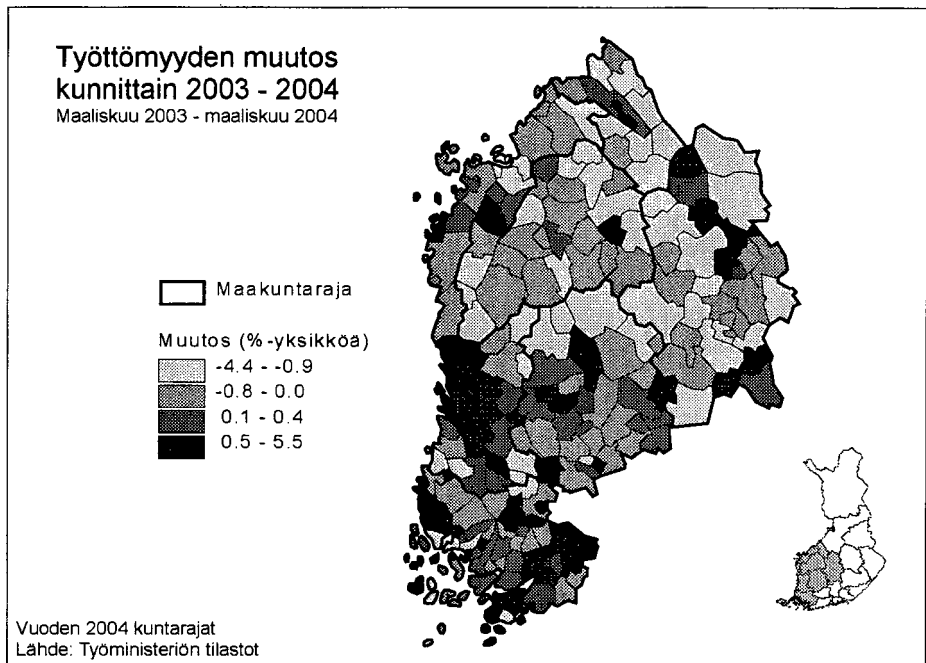 Työttömyyden muutos
kunnittain 2003 - 2004
Maaliskuu 2003 - maaliskuu 2004
Maakuntaraja
Muutos (%-yksikköä)
-4.4 - -0.9
-0.8 - 0.0
0.1 - 0.4
0.5 - 5.5
Vuoden 2004 kuntarajat
Lähde: Työministeriön tilastot